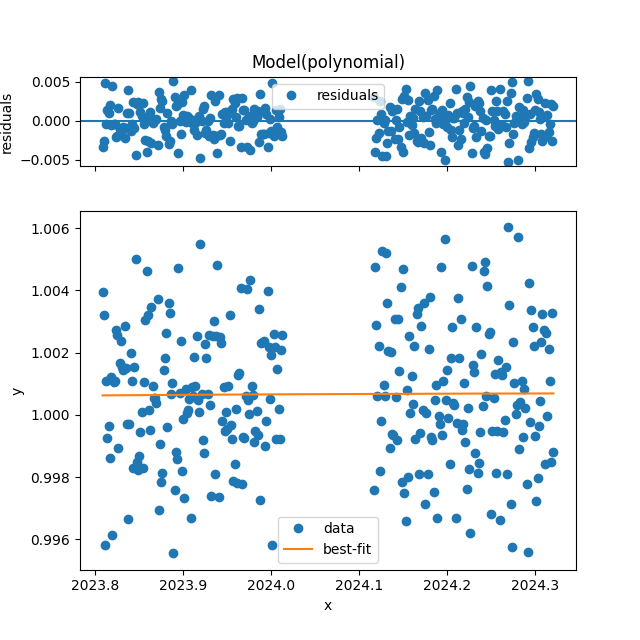 Model(polynomial)
0.005
0.000
−0.005
residuals
residuals
1.006
1.004
1.002
1.000
0.998
0.996
y
data
best-fit
2023.8 2023.9 2024.0 2024.1 2024.2 2024.3
x